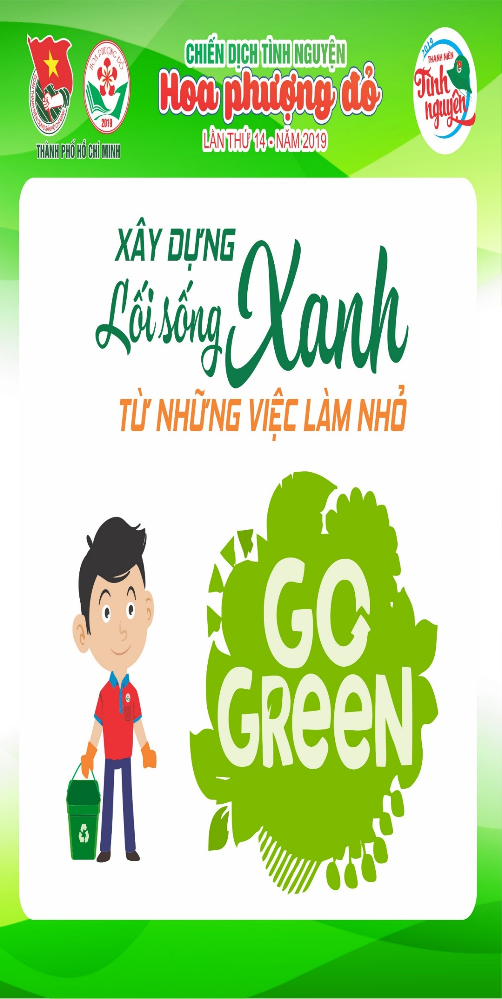 ĐOÀN THANH NIÊN CỘNG SẢN HỒ CHÍ MINH
HOA PHƯỢNG ĐỎ
2019
THÀNH PHỐ HỒ CHÍ MINH
CHIẾN DỊCH TÌNH NGUYỆN
Hoa phượng đỏ
LẦN THỨ 14 • NĂM 2019
2019
THANH NIÊN
Tình
nguyện
XÂY DỰNG
Lối sống Xanh
TỪ NHỮNG VIỆC LÀM NHỎ
GO
GReeN